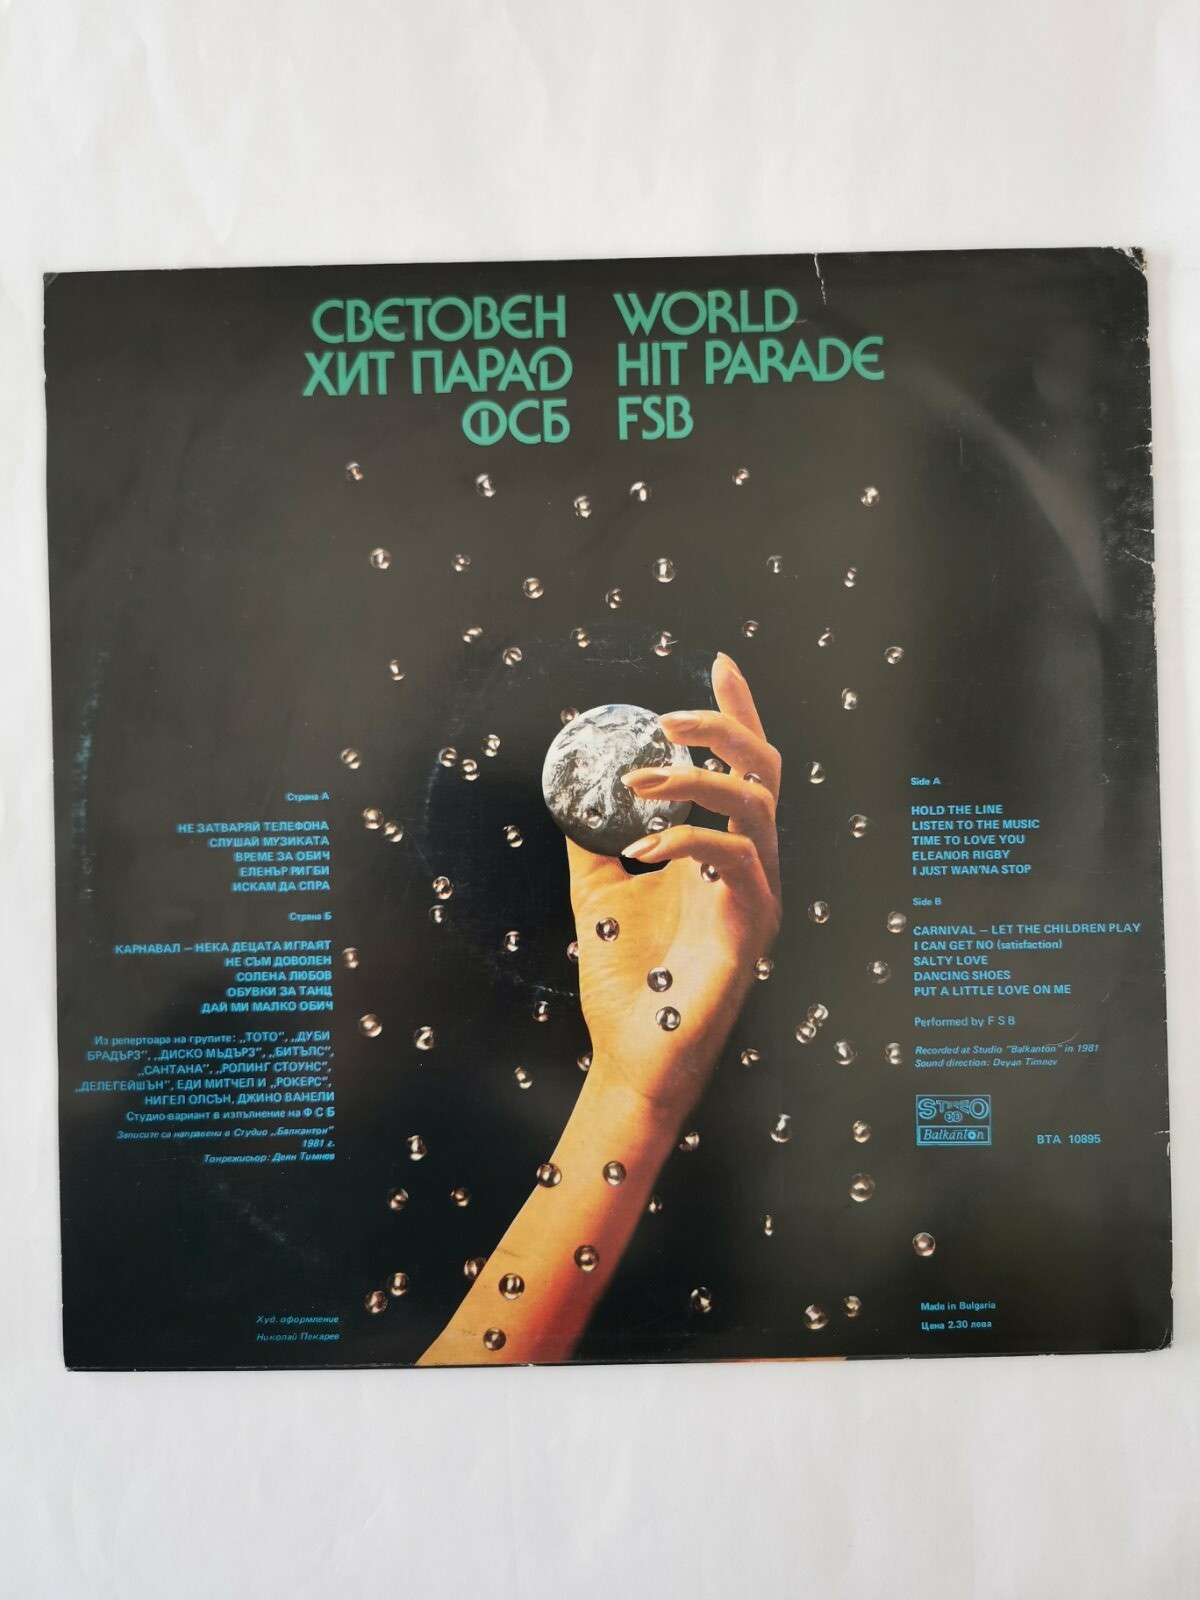 СВЕТОВЕН
ХИТ ПАРАД
ФСБ
WORLD
HIT PARADE
FSB
Страна А
НЕ ЗАТВАРЯЙ ТЕЛЕФОНА
СЛУШАЙ МУЗИКАТА
ВРЕМЕ ЗА ОБИЧ
ЕЛЕНЪР РИГБИ
ИСКАМ ДА СПРА
Страна Б
КАРНАВАЛ – НЕКА ДЕЦАТА ИГРАЯТ
НЕ СЪМ ДОВОЛЕН
СОЛЕНА ЛЮБОВ
ОБУВКИ ЗА ТАНЦ
ДАЙ МИ МАЛКО ОБИЧ
Из репертоара на групите: „ТОТО", „ДУБИ
БРАДЪРЗ", „ДИСКО МЬДЪРЗ", „БИТЪЛС",
„САНТАНА", „РОЛИНГ СТОУНС",
„ДЕЛЕГЕЙШЪН", ЕДИ МИТЧЕЛ И „РОКЕРС",
НИГЕЛ ОЛСЪН, ДЖИНО ВАНЕЛИ
Студио-вариант в изпълнение на Ф С Б
Записите са направени в Студио „Балкантон"
1981 г.
Тонрежисьор: Деян Тимнев
Худ. оформление
Николай Пекарев
Side A
HOLD THE LINE
LISTEN TO THE MUSIC
TIME TO LOVE YOU
ELEANOR RIGBY
I JUST WAN'NA STOP
Side B
CARNIVAL – LET THE CHILDREN PLAY
I CAN GET NO (satisfaction)
SALTY LOVE
DANCING SHOES
PUT A LITTLE LOVE ON ME
Performed by F S B
Recorded at Studio "Balkanton" in 1981
Sound direction: Deyan Timnev
STEREO
33
Balkanton
ВТА 10895
Made in Bulgaria
Цена 2.30 лева